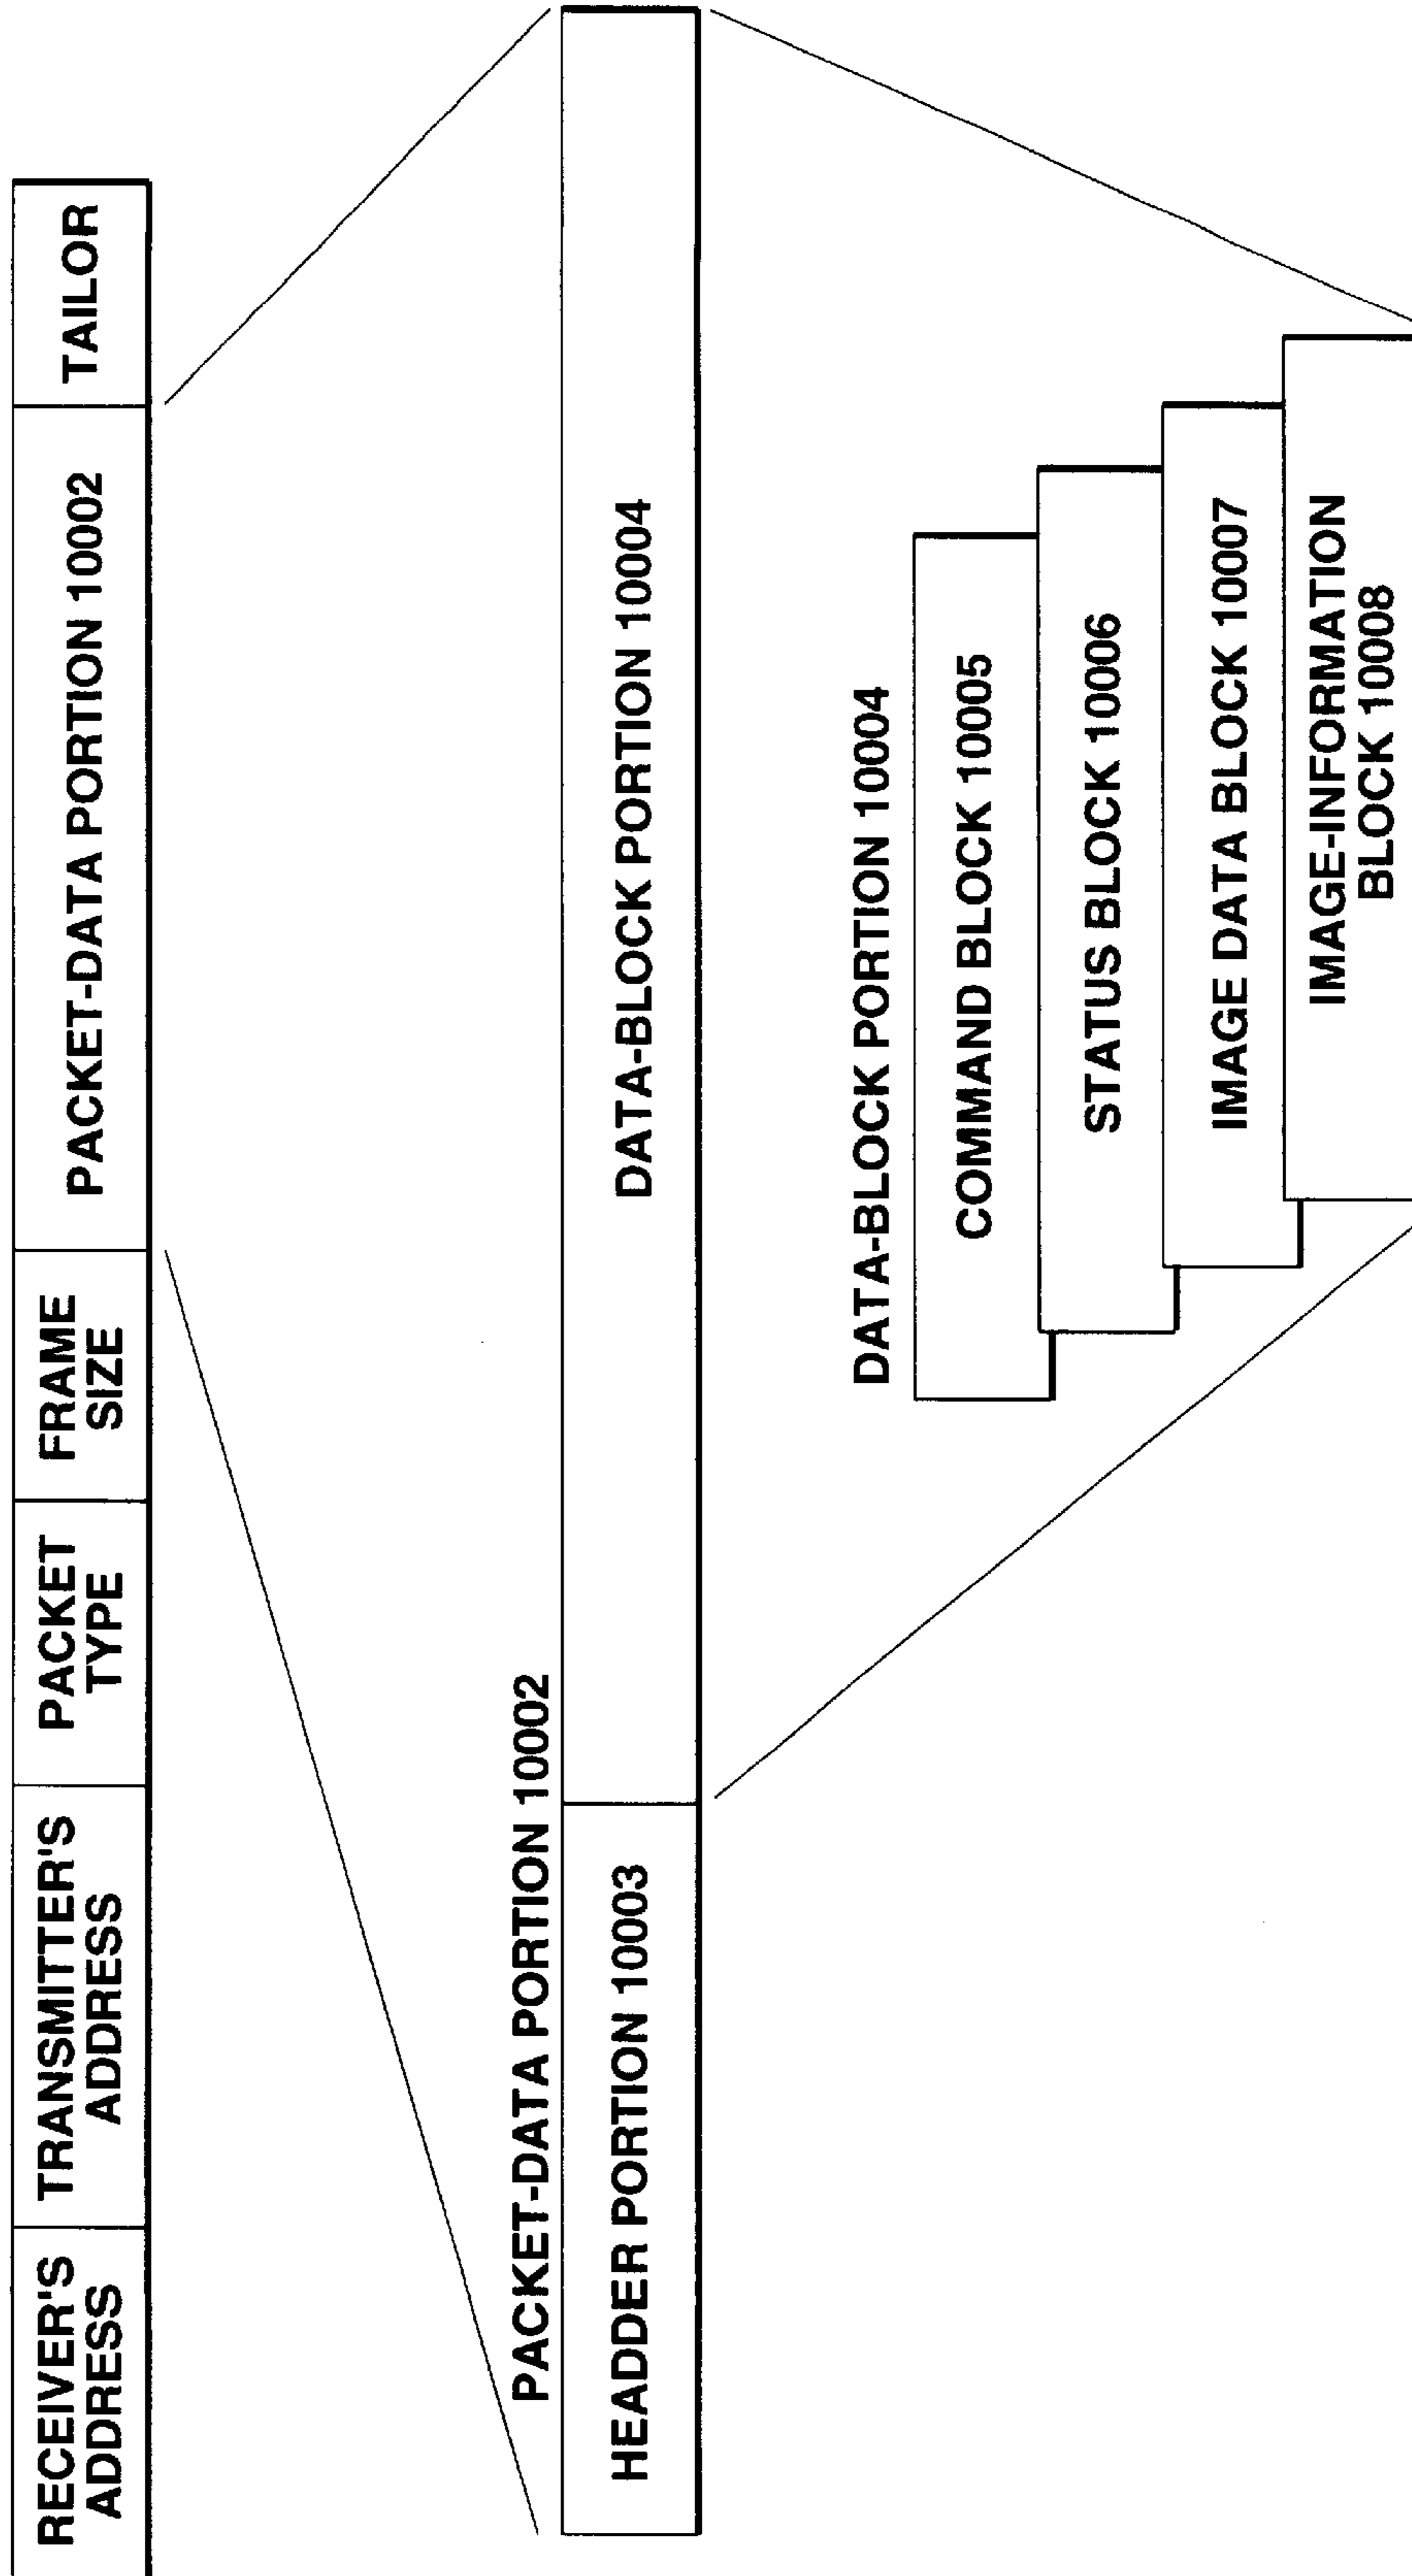 RECEIVER'S
ADDRESS
TRANSMITTER'S
ADDRESS
PACKET
TYPE
FRAME
SIZE
PACKET-DATA PORTION 10002
TAILOR
PACKET-DATA PORTION 10002
HEADDER PORTION 10003
DATA-BLOCK PORTION 10004
DATA-BLOCK PORTION 10004
COMMAND BLOCK 10005
STATUS BLOCK 10006
IMAGE DATA BLOCK 10007
IMAGE-INFORMATION
BLOCK 10008